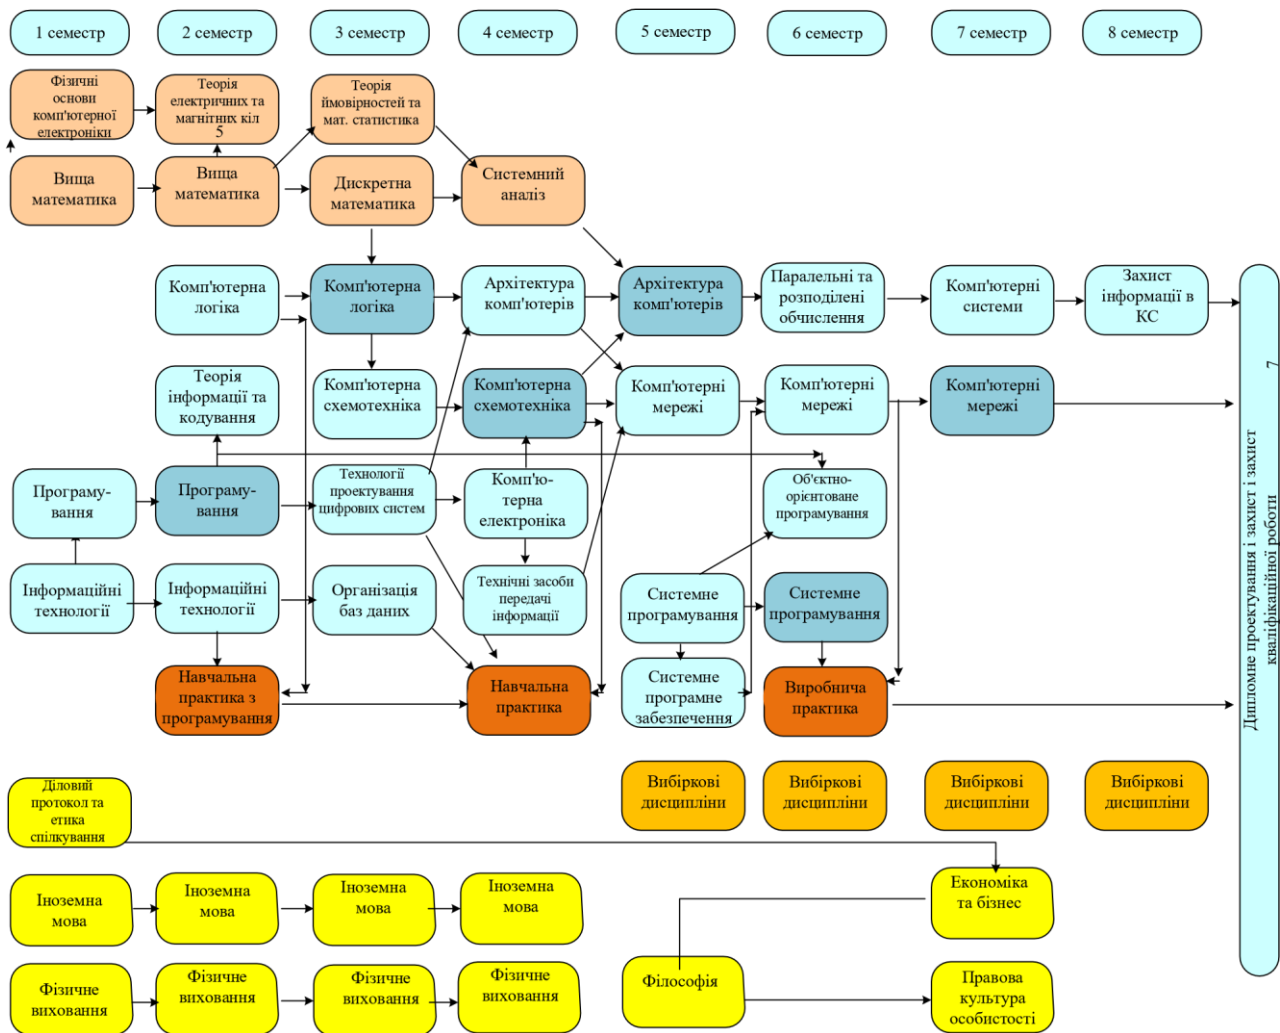 1 семестр
2 семестр
3 семестр
4 семестр
5 семестр
6 семестр
7 семестр
8 семестр
Фізичні
основи
комп'ютерної
електроніки
Теорія
електричних та
магнітних кіл
5
Теорія
ймовірностей та
мат. статистика
Вища
математика
Вища
математика
Дискретна
математика
Системний
аналіз
Комп'ютерна
логіка
Комп'ютерна
логіка
Архітектура
комп'ютерів
Архітектура
комп'ютерів
Паралельні та
розподілені
обчислення
Комп'ютерні
системи
Захист
інформації в
КС
Теорія
інформації та
кодування
Комп'ютерна
схемотехніка
Комп'ютерна
схемотехніка
Комп'ютерні
мережі
Комп'ютерні
мережі
Комп'ютерні
мережі
Програму-
вання
Програму-
вання
Технології
проектування
цифрових систем
Комп'ю-
терна
електроніка
Об'єктно-
орієнтоване
програмування
Інформаційні
технології
Інформаційні
технології
Організація
баз даних
Технічні засоби
передачі
інформації
Системне
програмування
Системне
програмування
Навчальна
практика з
програмування
Навчальна
практика
Системне
програмне
забезпечення
Виробнича
практика
Дипломне проектування і захист і захист
кваліфікаційної роботи
7
Вибіркові
дисципліни
Вибіркові
дисципліни
Вибіркові
дисципліни
Вибіркові
дисципліни
Діловий
протокол та
етика
спілкування
Іноземна
мова
Іноземна
мова
Іноземна
мова
Іноземна
мова
Економіка
та бізнес
Фізичне
виховання
Фізичне
виховання
Фізичне
виховання
Фізичне
виховання
Філософія
Правова
культура
особистості